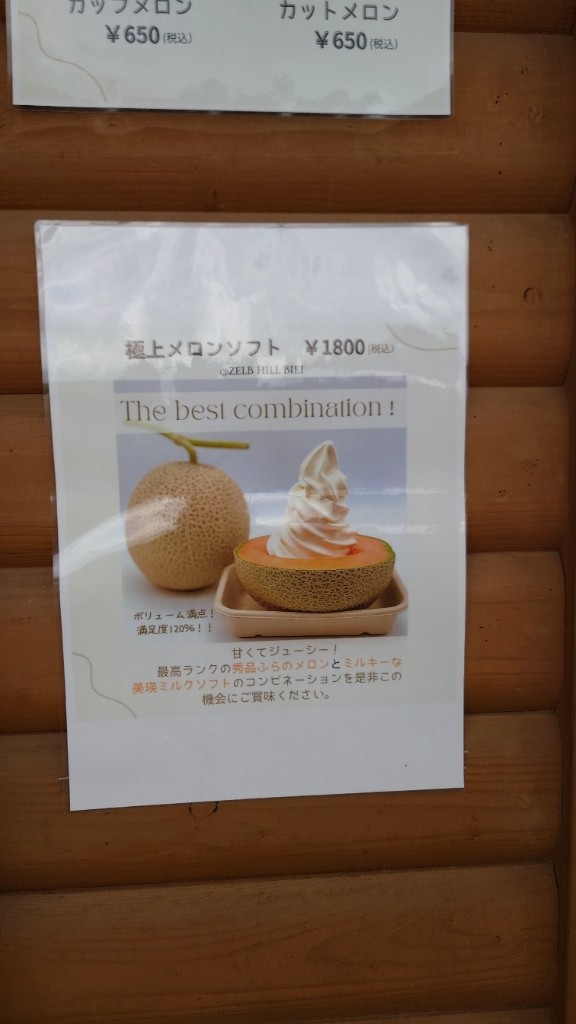 カップメロン
￥650(税込)
カットメロン
￥650(税込)
極上メロンソフト ￥1800(税込)
@ZELB HILL BIEI
The best combination!
ボリューム満点！
満足度120%！！
甘くてジューシー！
最高ランクの秀品ふらのメロンとミルキーな
美瑛ミルクソフトのコンビネーションを是非この
機会にご賞味ください。